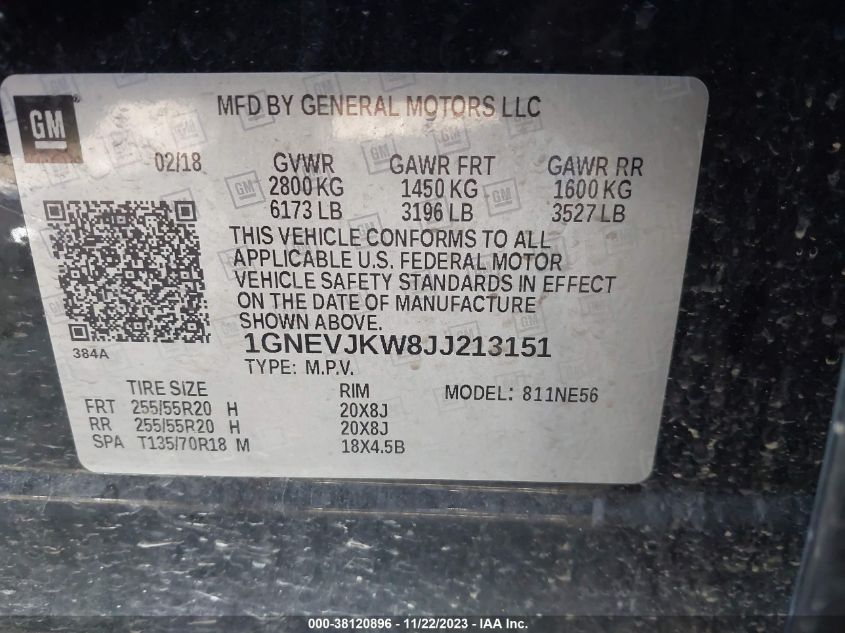 GM
MFD BY GENERAL MOTORS LLC
02/18 GVWR GAWR FRT GAWR RR
2800 KG 1450 KG 1600 KG
6173 LB 3196 LB 3527 LB
THIS VEHICLE CONFORMS TO ALL
APPLICABLE U.S. FEDERAL MOTOR
VEHICLE SAFETY STANDARDS IN EFFECT
ON THE DATE OF MANUFACTURE
SHOWN ABOVE.
384A
1GNEVJKW8JJ213151
TYPE: M.P.V.
TIRE SIZE RIM MODEL: 811NE56
FRT 255/55R20 H 20X8J
RR 255/55R20 H 20X8J
SPA T135/70R18 M 18X4.5B
000-38120896 - 11/22/2023 - IAA Inc.